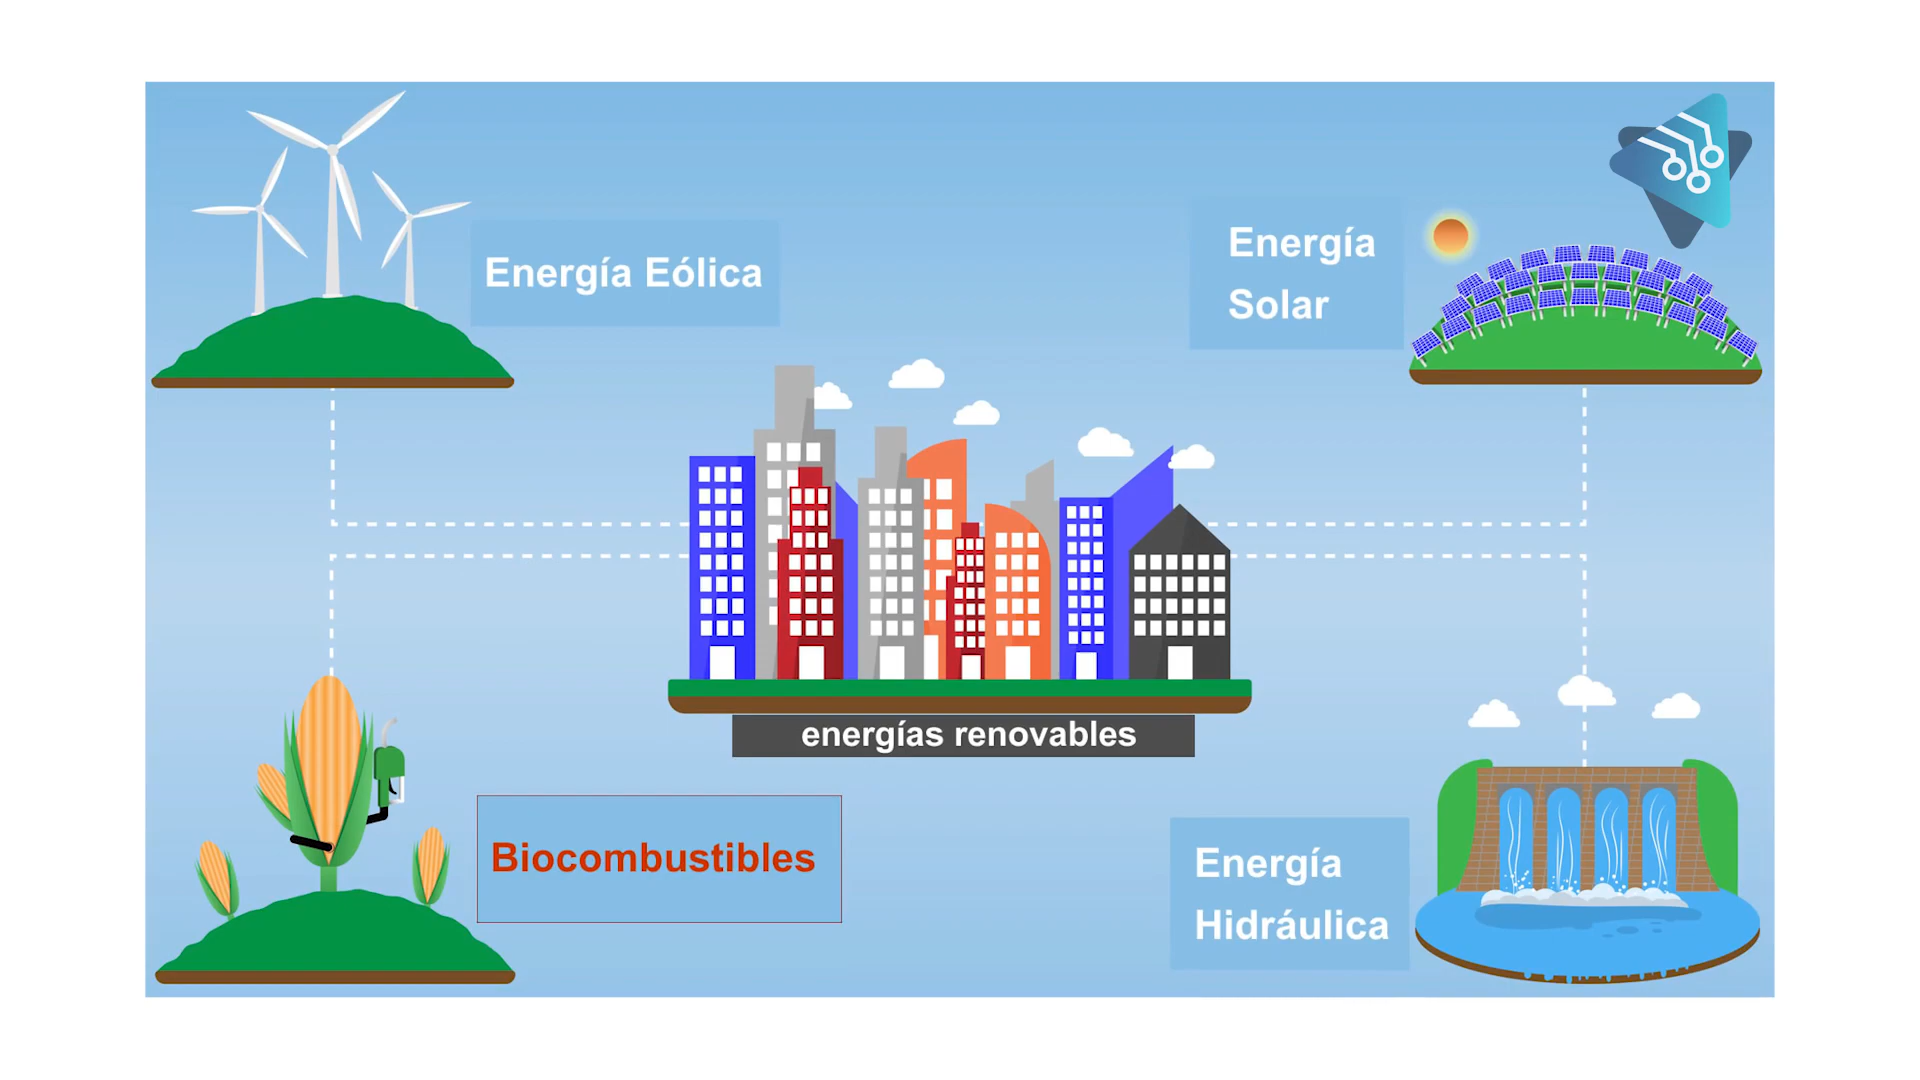 Energía Eólica
Energía
Solar
energías renovables
Biocombustibles
Energía
Hidráulica